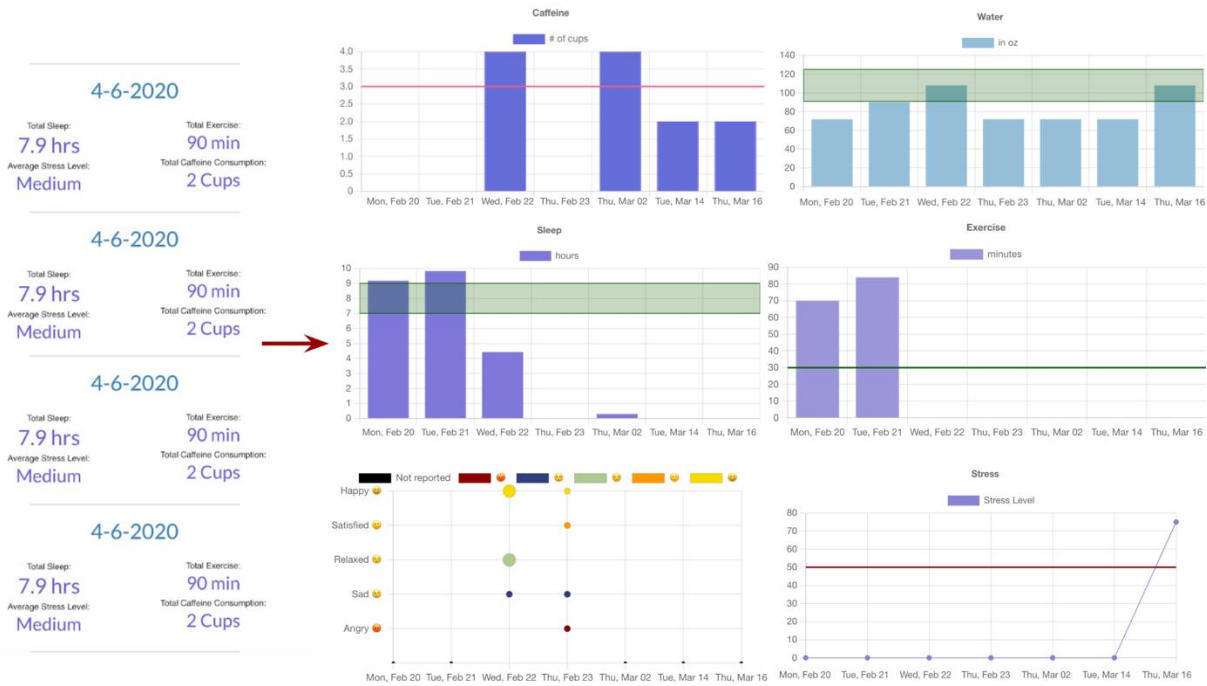 4-6-2020
Total Sleep:
Total Exercise:
7.9 hrs
90 min
Average Stress Level:
Total Caffeine Consumption:
Medium
2 Cups
4-6-2020
Total Sleep:
Total Exercise:
7.9 hrs
90 min
Average Stress Level:
Total Caffeine Consumption:
Medium
2 Cups
4-6-2020
Total Sleep:
Total Exercise:
7.9 hrs
90 min
Average Stress Level:
Total Caffeine Consumption:
Medium
2 Cups
4-6-2020
Total Sleep:
Total Exercise:
7.9 hrs
90 min
Average Stress Level:
Total Caffeine Consumption:
Medium
2 Cups
Caffeine
# of cups
4.0
3.5
3.0
2.5
2.0
1.5
1.0
0.5
0
Mon, Feb 20 Tue, Feb 21 Wed, Feb 22 Thu, Feb 23 Thu, Mar 02 Tue, Mar 14 Thu, Mar 16
Water
in oz
140
120
100
80
60
40
20
0
Mon, Feb 20 Tue, Feb 21 Wed, Feb 22 Thu, Feb 23 Thu, Mar 02 Tue, Mar 14 Thu, Mar 16
Sleep
hours
10
9
8
7
6
5
4
3
2
1
0
Mon, Feb 20 Tue, Feb 21 Wed, Feb 22 Thu, Feb 23 Thu, Mar 02 Tue, Mar 14 Thu, Mar 16
Exercise
minutes
90
80
70
60
50
40
30
20
10
0
Mon, Feb 20 Tue, Feb 21 Wed, Feb 22 Thu, Feb 23 Thu, Mar 02 Tue, Mar 14 Thu, Mar 16
Not reported
Happy
Satisfied
Relaxed
Sad
Angry
Mon, Feb 20 Tue, Feb 21 Wed, Feb 22 Thu, Feb 23 Thu, Mar 02 Tue, Mar 14 Thu, Mar 16
Stress
Stress Level
80
70
60
50
40
30
20
10
0
Mon, Feb 20 Tue, Feb 21 Wed, Feb 22 Thu, Feb 23 Thu, Mar 02 Tue, Mar 14 Thu, Mar 16